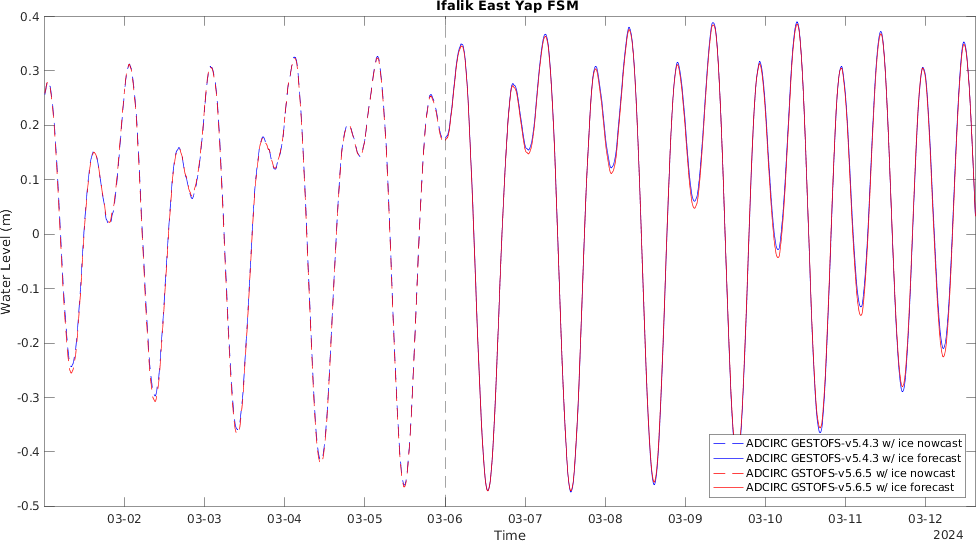 Ifalik East Yap FSM
0.4
0.3
0.2
0.1
0
-0.1
-0.2
-0.3
-0.4
-0.5
Water Level (m)
ADCIRC GESTOFS-v5.4.3 w/ ice nowcast
ADCIRC GESTOFS-v5.4.3 w/ ice forecast
ADCIRC GSTOFS-v5.6.5 w/ ice nowcast
ADCIRC GSTOFS-v5.6.5 w/ ice forecast
03-02 03-03 03-04 03-05 03-06 03-07 03-08 03-09 03-10 03-11 03-12
Time
2024